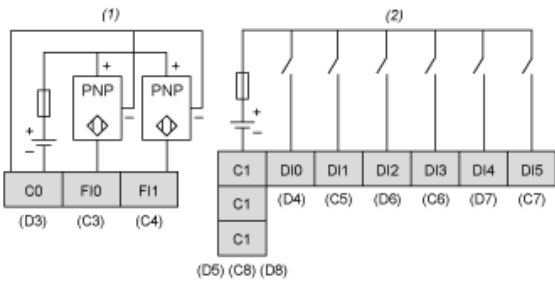 (1) (2)
+ + +
PNP PNP
- -
+
-
+
-
C0 FI0 FI1
(D3) (C3) (C4)
C1 DI0 DI1 DI2 DI3 DI4 DI5
(D4) (C5) (D6) (C6) (D7) (C7)
C1
C1
(D5) (C8) (D8)